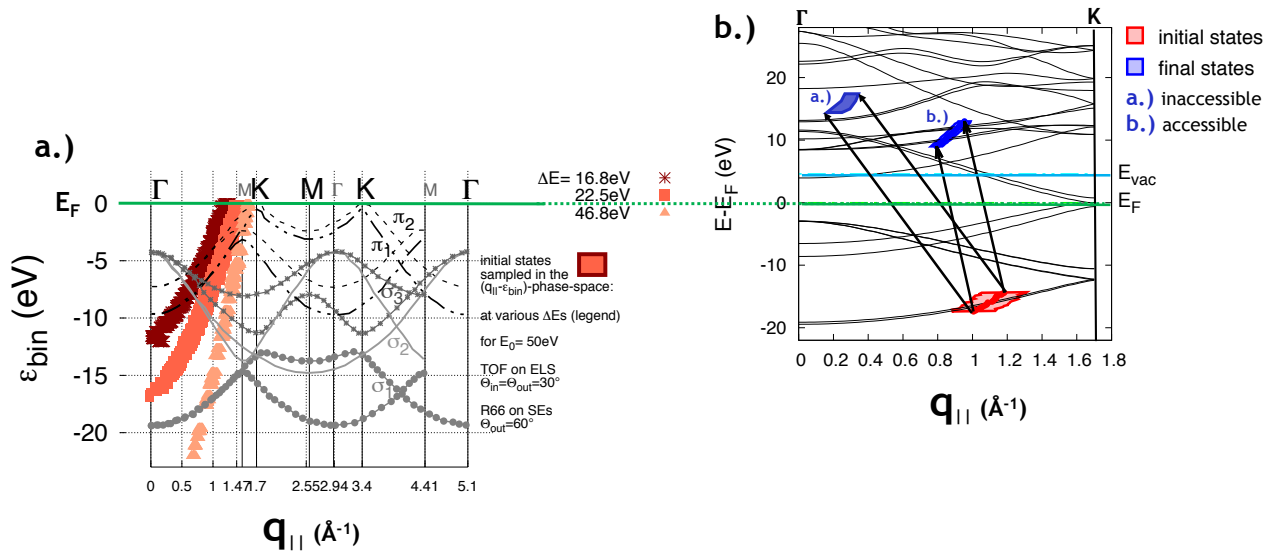 a.)
Γ M K M Γ K M Γ
ΔE= 16.8eV
22.5eV
46.8eV
E_F
0
-5
-10
-15
-20
ε_bin (eV)
π_2
π_1
σ_3
σ_2
σ_1
initial states
sampled in the
(q_II-ε_bin)-phase-space:
at various ΔEs (legend)
for E_0= 50eV
TOF on ELS
Θ_in=Θ_out=30°
R66 on SEs
Θ_out=60°
0 0.5 1 1.47 1.7 2.55 2.94 3.4 4.41 5.1
q_|| (Å⁻¹)
b.)
Γ K
20
10
0
-10
-20
E-E_F (eV)
a.)
b.)
initial states
final states
a.) inaccessible
b.) accessible
E_vac
E_F
0 0.2 0.4 0.6 0.8 1 1.2 1.4 1.6 1.8
q_|| (Å⁻¹)